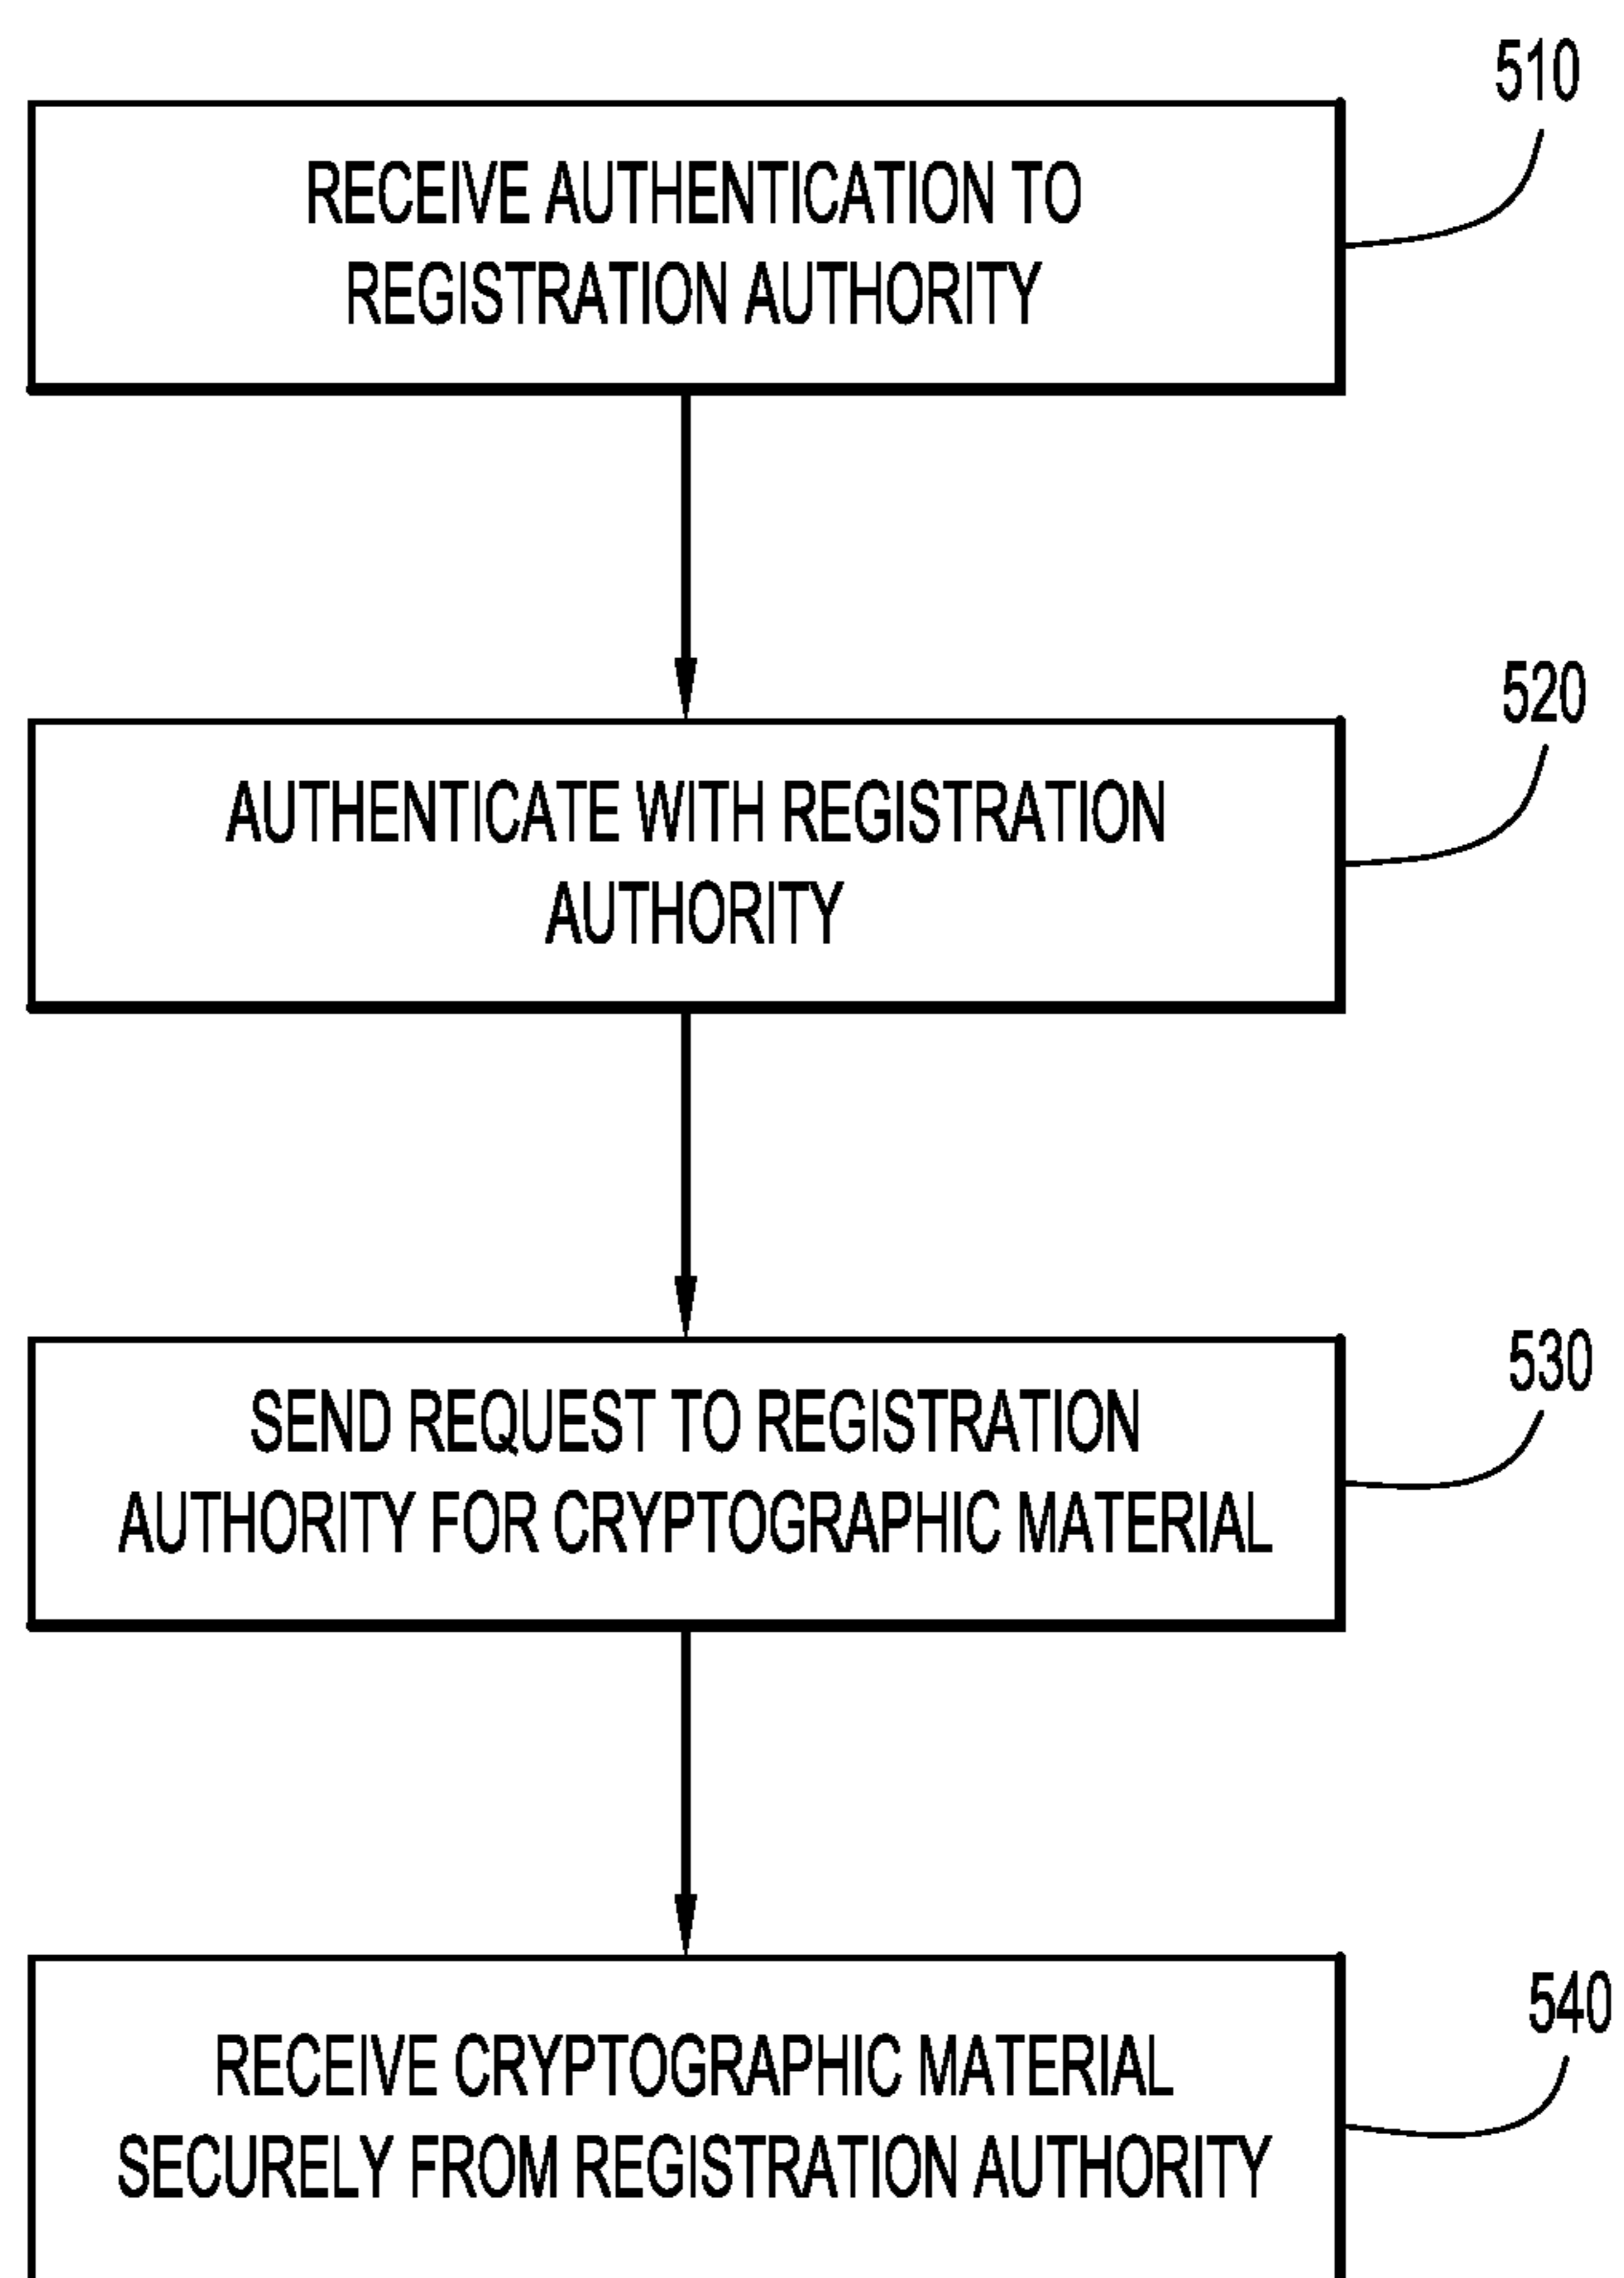 510
RECEIVE AUTHENTICATION TO
REGISTRATION AUTHORITY
520
AUTHENTICATE WITH REGISTRATION
AUTHORITY
530
SEND REQUEST TO REGISTRATION
AUTHORITY FOR CRYPTOGRAPHIC MATERIAL
540
RECEIVE CRYPTOGRAPHIC MATERIAL
SECURELY FROM REGISTRATION AUTHORITY